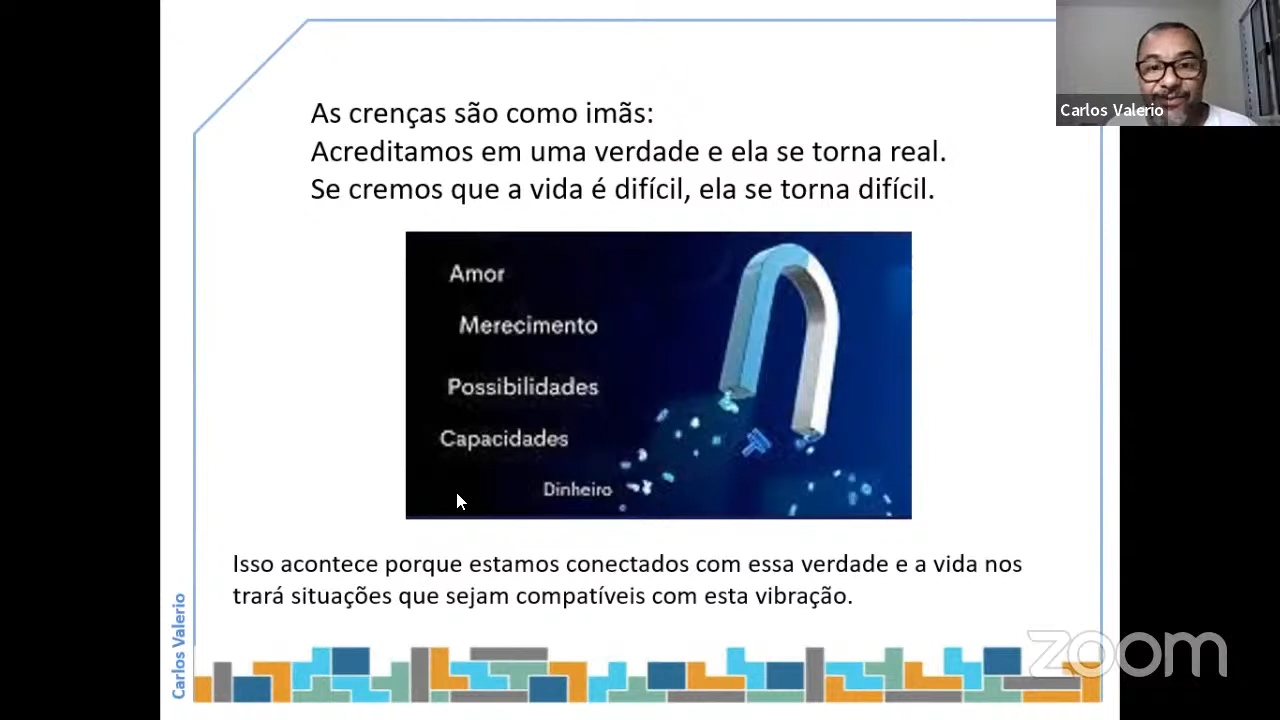 As crenças são como imãs:
Acreditamos em uma verdade e ela se torna real.
Se cremos que a vida é difícil, ela se torna difícil.
Amor
Merecimento
Possibilidades
Capacidades
Dinheiro
Isso acontece porque estamos conectados com essa verdade e a vida nos
trará situações que sejam compatíveis com esta vibração.
Carlos Valerio
Carlos Valerio
zoom